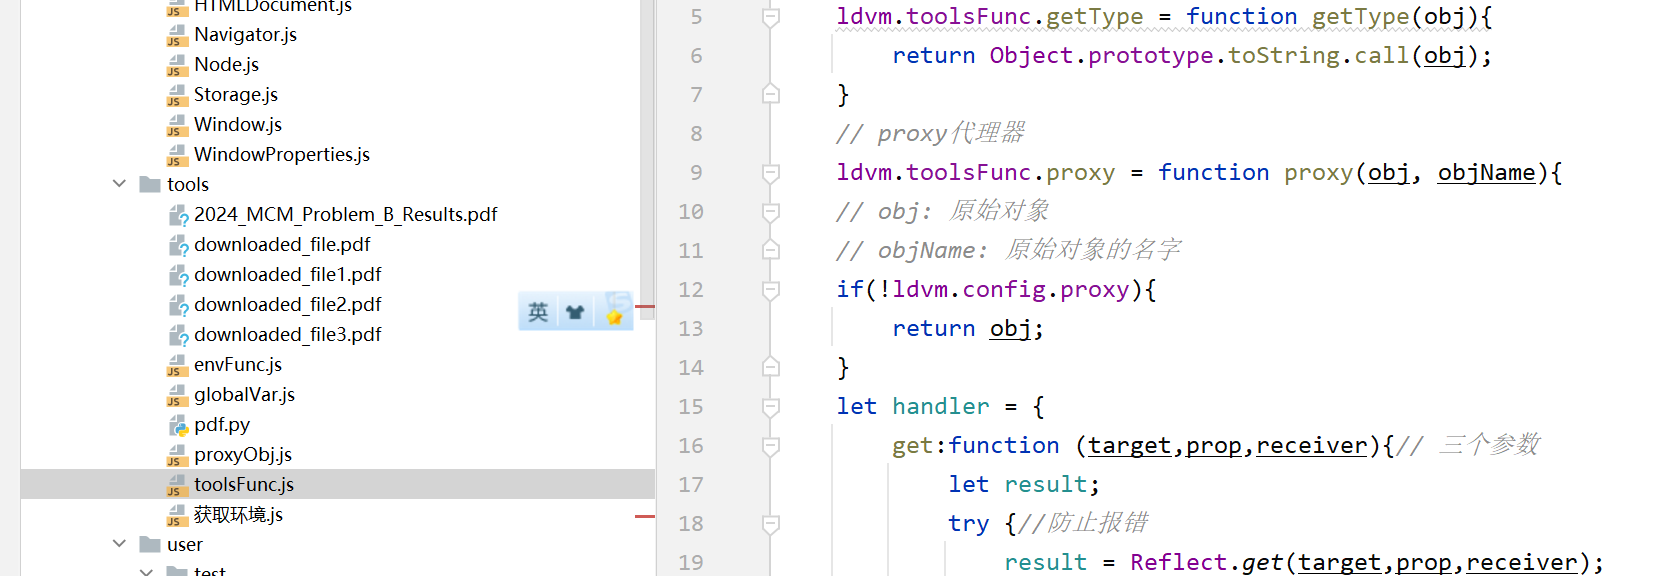 HTMLDocument.js
Navigator.js
Node.js
Storage.js
Window.js
WindowProperties.js
tools
2024_MCM_Problem_B_Results.pdf
downloaded_file.pdf
downloaded_file1.pdf
downloaded_file2.pdf
downloaded_file3.pdf
envFunc.js
globalVar.js
pdf.py
proxyObj.js
toolsFunc.js
获取环境.js
user
test
英
5 ldvm.toolsFunc.getType = function getType(obj){
6 return Object.prototype.toString.call(obj);
7 }
8 // proxy代理器
9 ldvm.toolsFunc.proxy = function proxy(obj, objName){
10 // obj: 原始对象
11 // objName: 原始对象的名字
12 if(!ldvm.config.proxy){
13 return obj;
14 }
15 let handler = {
16 get:function (target,prop,receiver){// 三个参数
17 let result;
18 try {//防止报错
19 result = Reflect.get(target,prop,receiver);